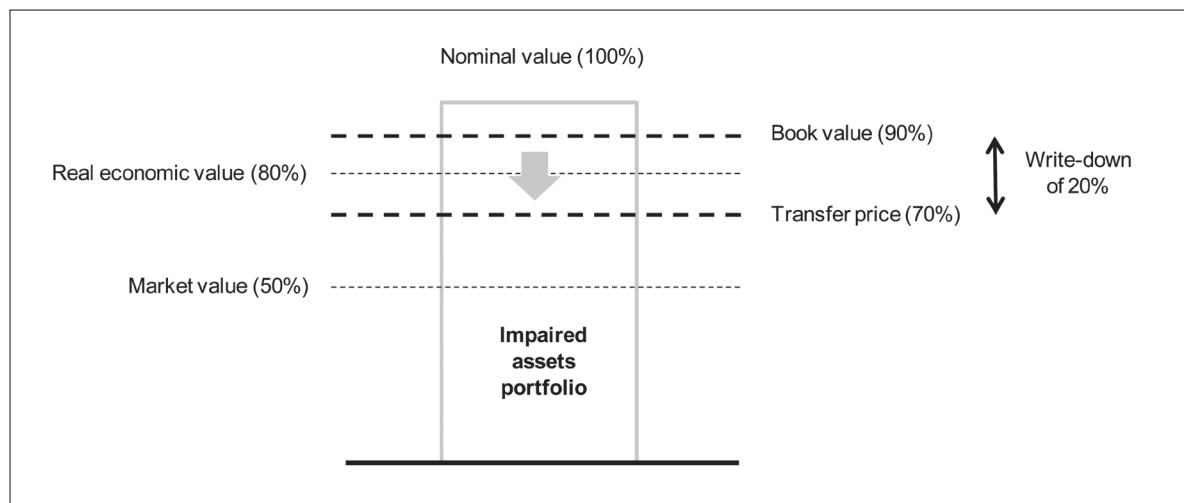 Nominal value (100%)
Book value (90%)
Real economic value (80%)
Write-down
of 20%
Transfer price (70%)
Market value (50%)
Impaired
assets
portfolio